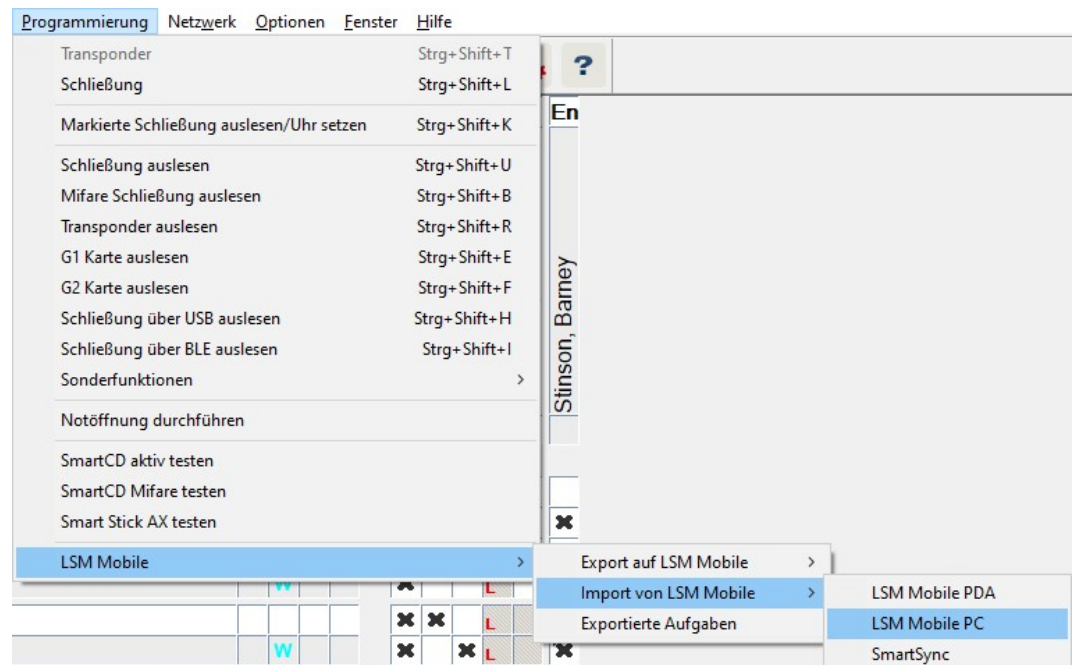 Programmierung Netzwerk Optionen Fenster Hilfe
Transponder Strg+Shift+T
?
Schließung Strg+Shift+L
En
Markierte Schließung auslesen/Uhr setzen Strg+Shift+K
Schließung auslesen Strg+Shift+U
Mifare Schließung auslesen Strg+Shift+B
Transponder auslesen Strg+Shift+R
G1 Karte auslesen Strg+Shift+E
G2 Karte auslesen Strg+Shift+F
Schließung über USB auslesen Strg+Shift+H
Schließung über BLE auslesen Strg+Shift+I
Stinson, Barney
Sonderfunktionen >
Notöffnung durchführen
SmartCD aktiv testen
SmartCD Mifare testen
Smart Stick AX testen
LSM Mobile >
Export auf LSM Mobile >
Import von LSM Mobile >
Exportierte Aufgaben
LSM Mobile PDA
LSM Mobile PC
SmartSync
W L
L
W L